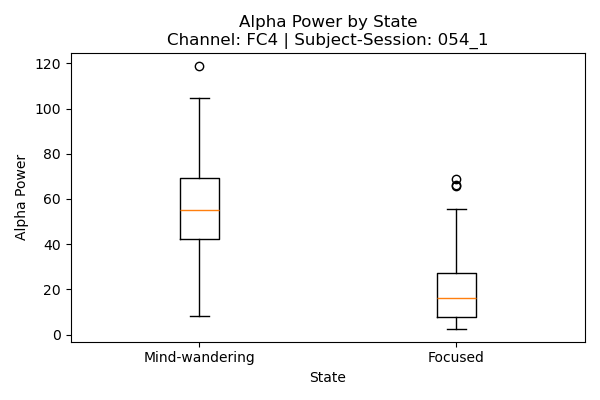 Alpha Power by State
Channel: FC4 | Subject-Session: 054_1
120
100
80
60
40
20
0
Alpha Power
Mind-wandering
Focused
State